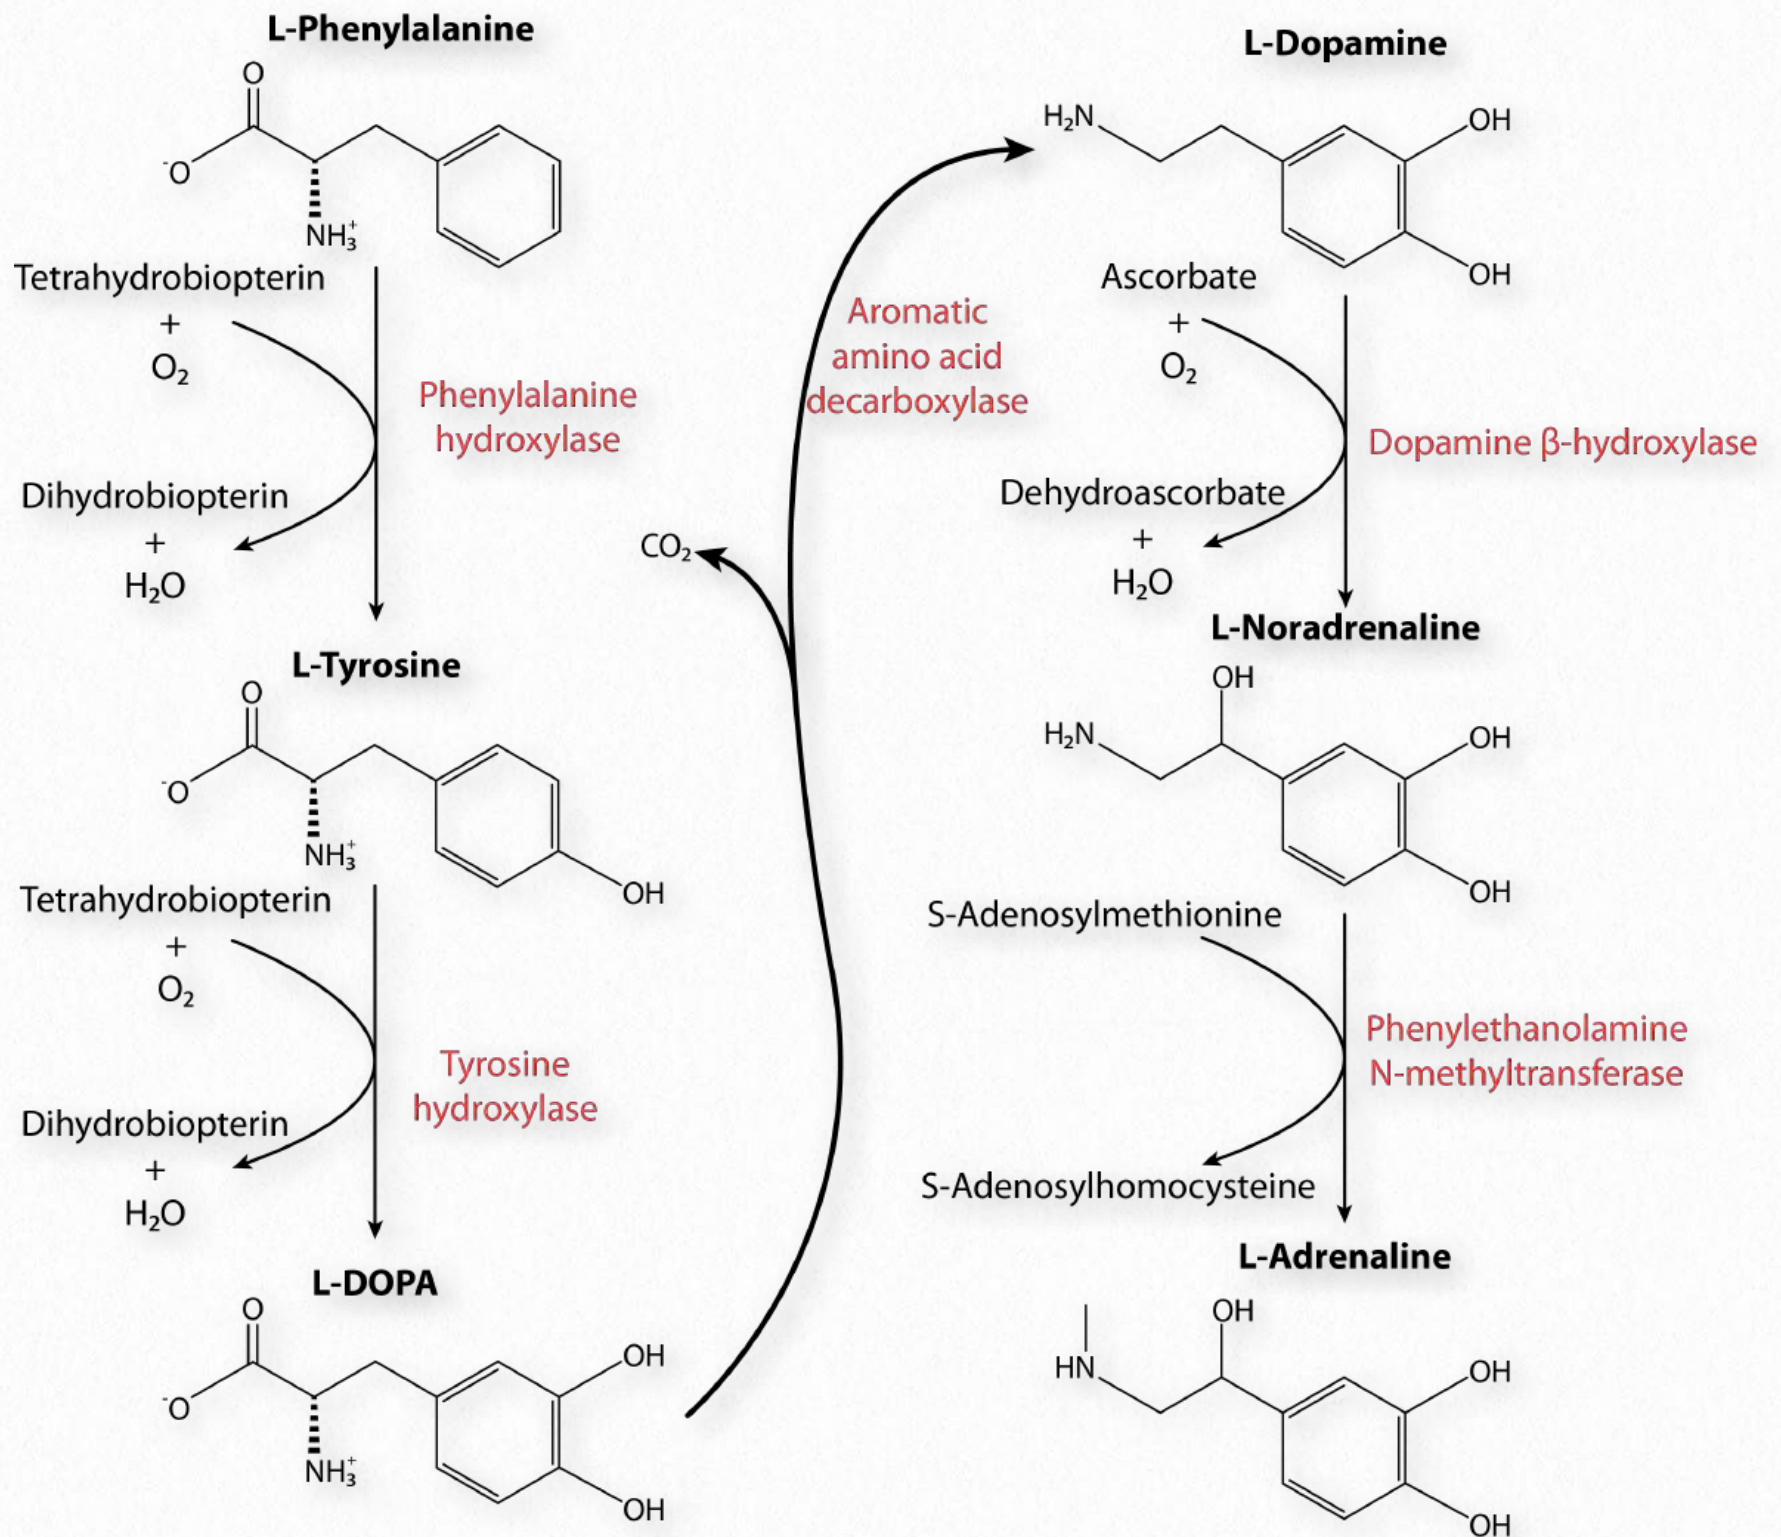 L-Phenylalanine
O
⁻O
NH₃⁺
Tetrahydrobiopterin
+
O₂
Phenylalanine
hydroxylase
Dihydrobiopterin
+
H₂O
L-Tyrosine
O
⁻O
NH₃⁺
OH
Tetrahydrobiopterin
+
O₂
Tyrosine
hydroxylase
Dihydrobiopterin
+
H₂O
L-DOPA
O
OH
⁻O
NH₃⁺
OH
CO₂
Aromatic
amino acid
decarboxylase
L-Dopamine
H₂N
OH
OH
Ascorbate
+
O₂
Dopamine β-hydroxylase
Dehydroascorbate
+
H₂O
L-Noradrenaline
OH
H₂N
OH
OH
S-Adenosylmethionine
Phenylethanolamine
N-methyltransferase
S-Adenosylhomocysteine
L-Adrenaline
OH
HN
OH
OH